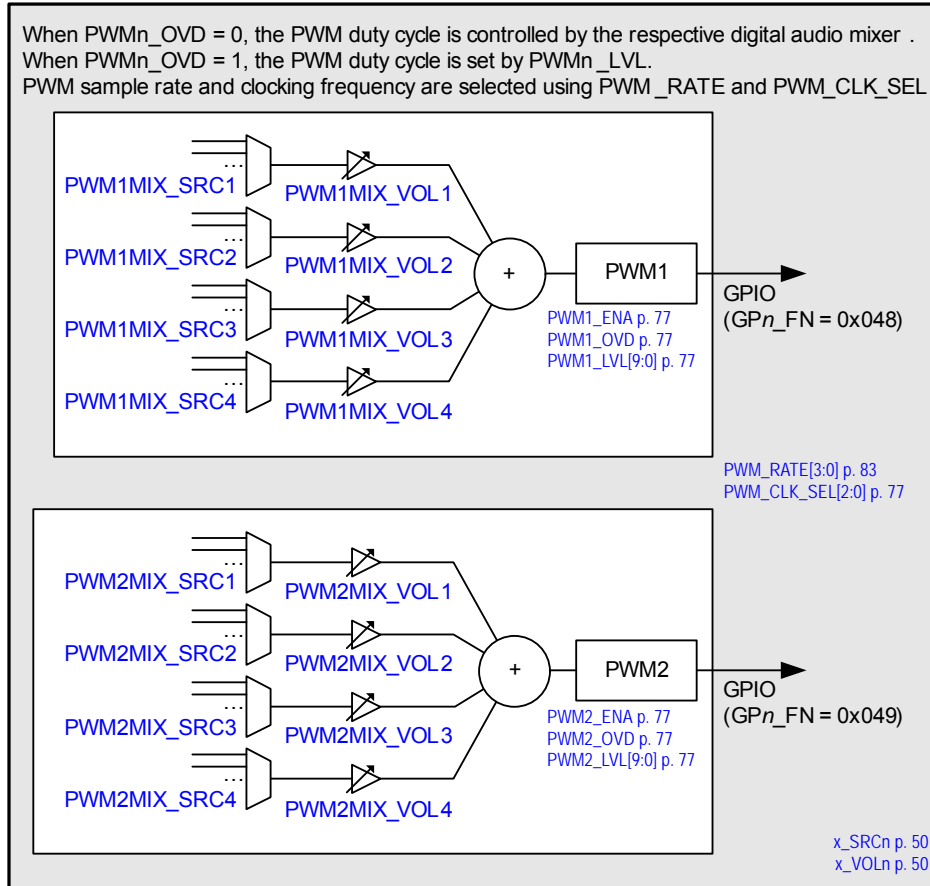 When PWMn_OVD = 0, the PWM duty cycle is controlled by the respective digital audio mixer .
When PWMn_OVD = 1, the PWM duty cycle is set by PWMn _LVL.
PWM sample rate and clocking frequency are selected using PWM _RATE and PWM_CLK_SEL
...
PWM1MIX_SRC1
PWM1MIX_VOL1
...
PWM1MIX_SRC2
PWM1MIX_VOL2
...
PWM1MIX_SRC3
PWM1MIX_VOL3
...
PWM1MIX_SRC4
PWM1MIX_VOL4
+
PWM1
PWM1_ENA p. 77
PWM1_OVD p. 77
PWM1_LVL[9:0] p. 77
GPIO
(GPn_FN = 0x048)
PWM_RATE[3:0] p. 83
PWM_CLK_SEL[2:0] p. 77
...
PWM2MIX_SRC1
PWM2MIX_VOL1
...
PWM2MIX_SRC2
PWM2MIX_VOL2
...
PWM2MIX_SRC3
PWM2MIX_VOL3
...
PWM2MIX_SRC4
PWM2MIX_VOL4
+
PWM2
PWM2_ENA p. 77
PWM2_OVD p. 77
PWM2_LVL[9:0] p. 77
GPIO
(GPn_FN = 0x049)
x_SRCn p. 50
x_VOLn p. 50